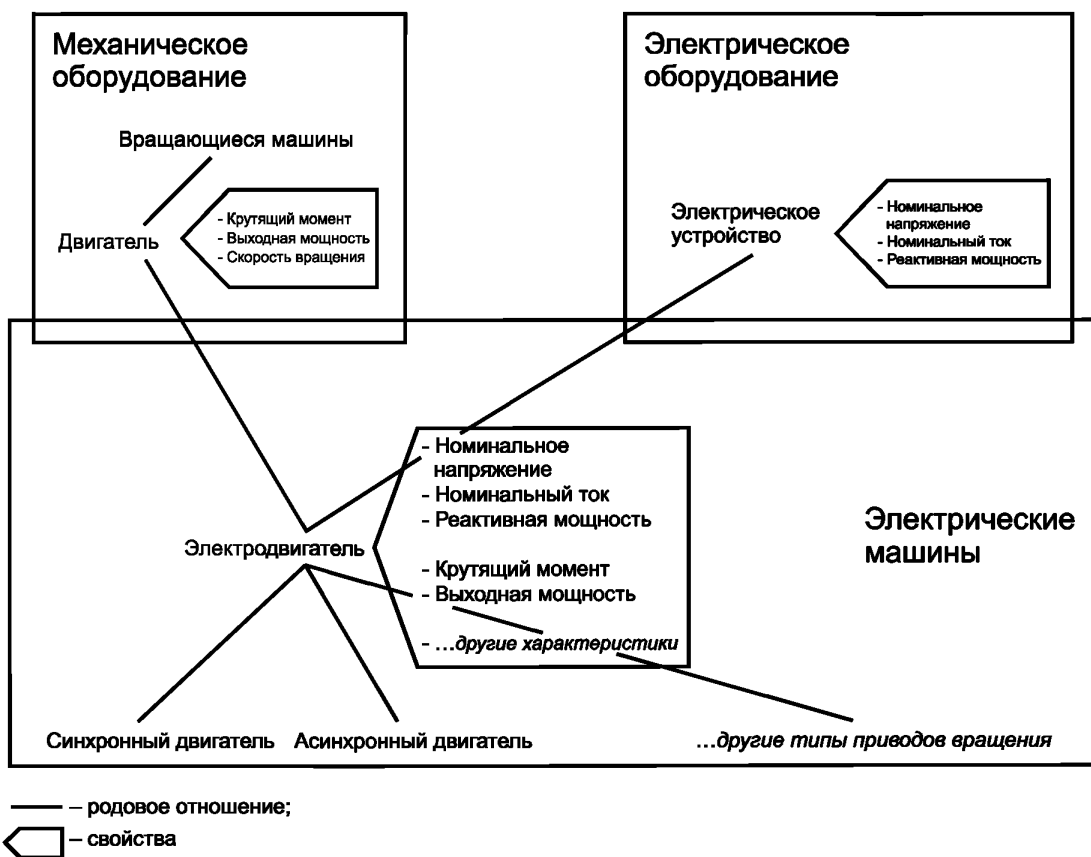 Механическое
оборудование
Вращающиеся машины
Двигатель
- Крутящий момент
- Выходная мощность
- Скорость вращения
Электрическое
оборудование
Электрическое
устройство
- Номинальное
напряжение
- Номинальный ток
- Реактивная мощность
Электродвигатель
- Номинальное
напряжение
- Номинальный ток
- Реактивная мощность
- Крутящий момент
- Выходная мощность
- ...другие характеристики
Электрические
машины
Синхронный двигатель
Асинхронный двигатель
...другие типы приводов вращения
– родовое отношение;
– свойства